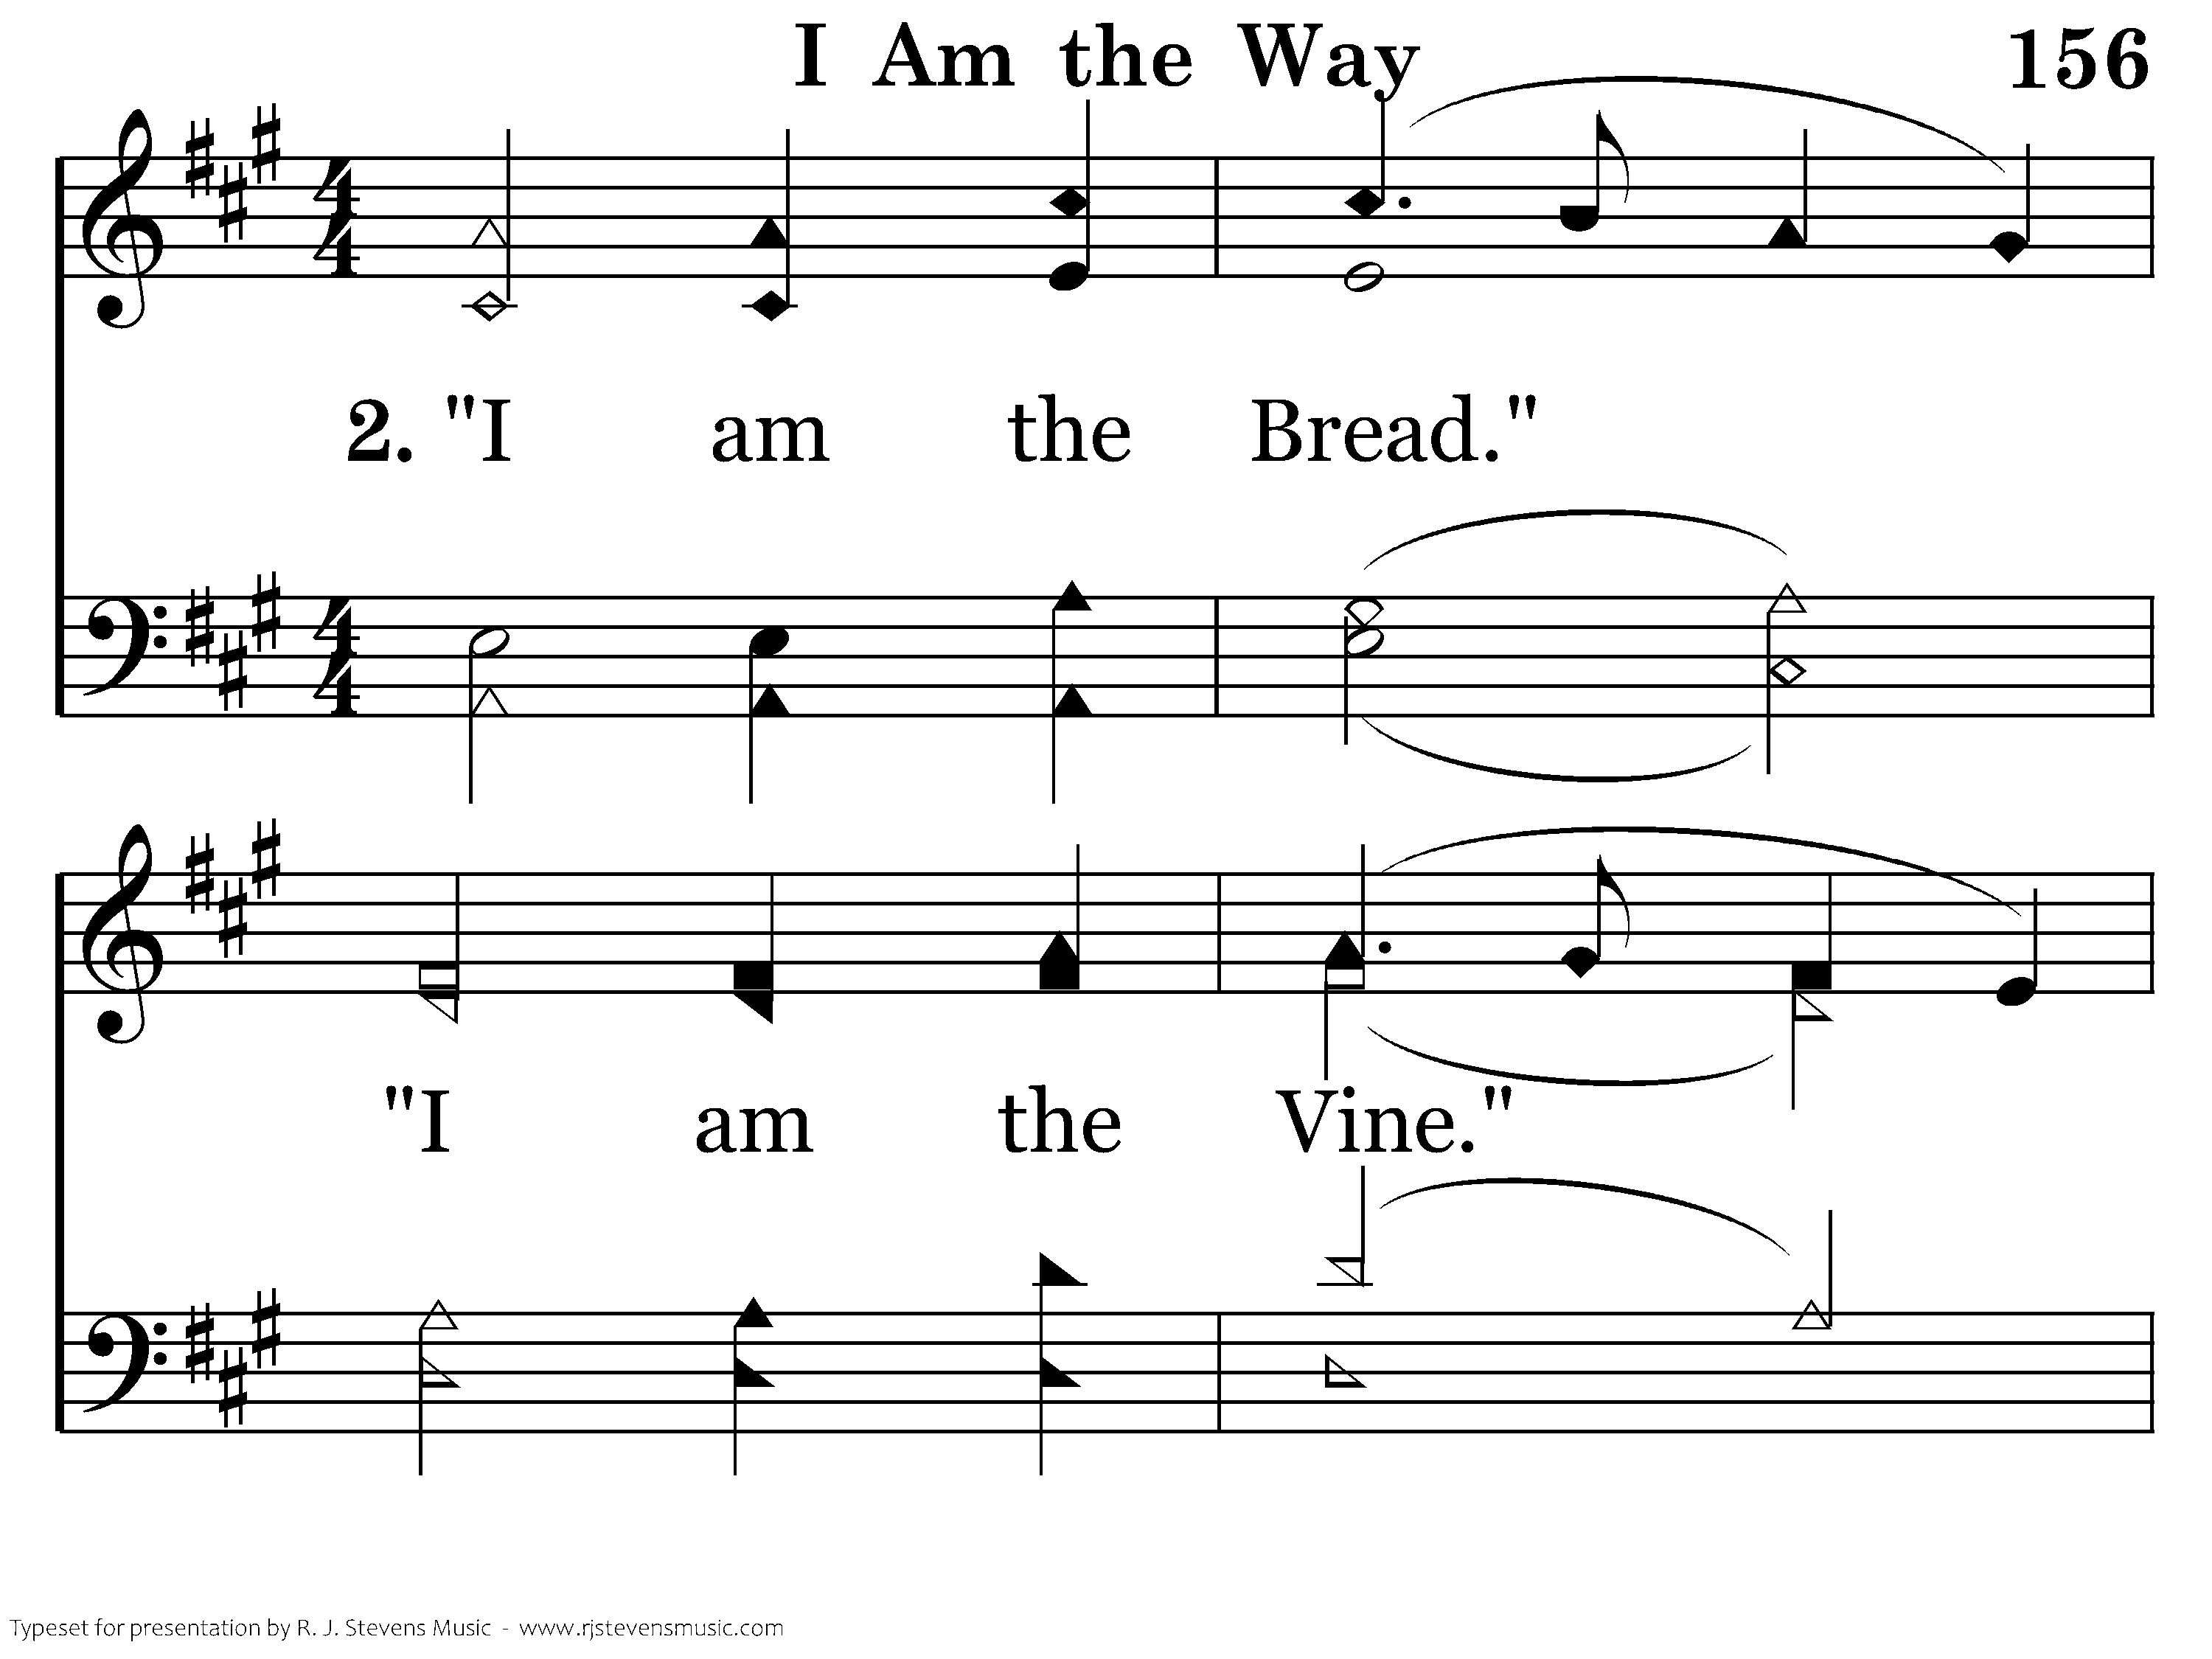 I Am the Way 156
2. "I am the Bread."
"I am the Vine."
Typeset for presentation by R. J. Stevens Music - www.rjstevensmusic.com